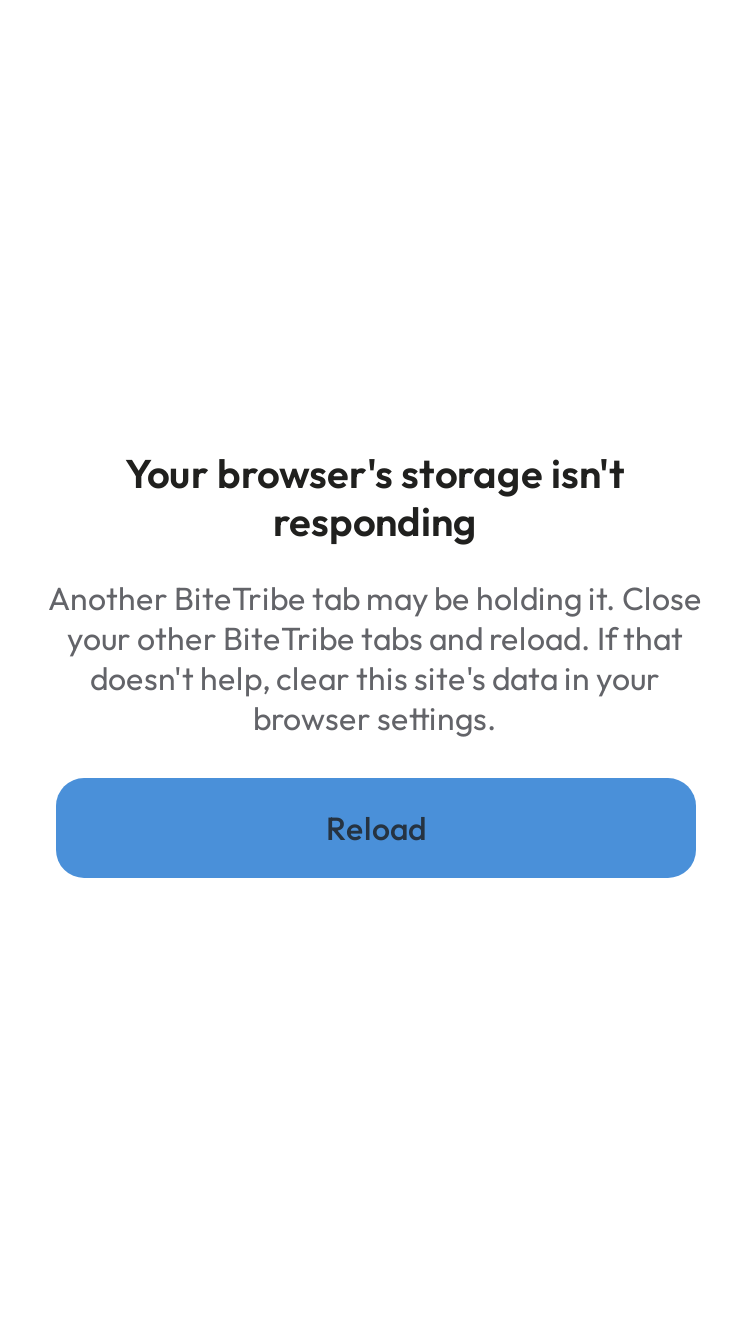 Your browser's storage isn't
responding
Another BiteTribe tab may be holding it. Close
your other BiteTribe tabs and reload. If that
doesn't help, clear this site's data in your
browser settings.
Reload